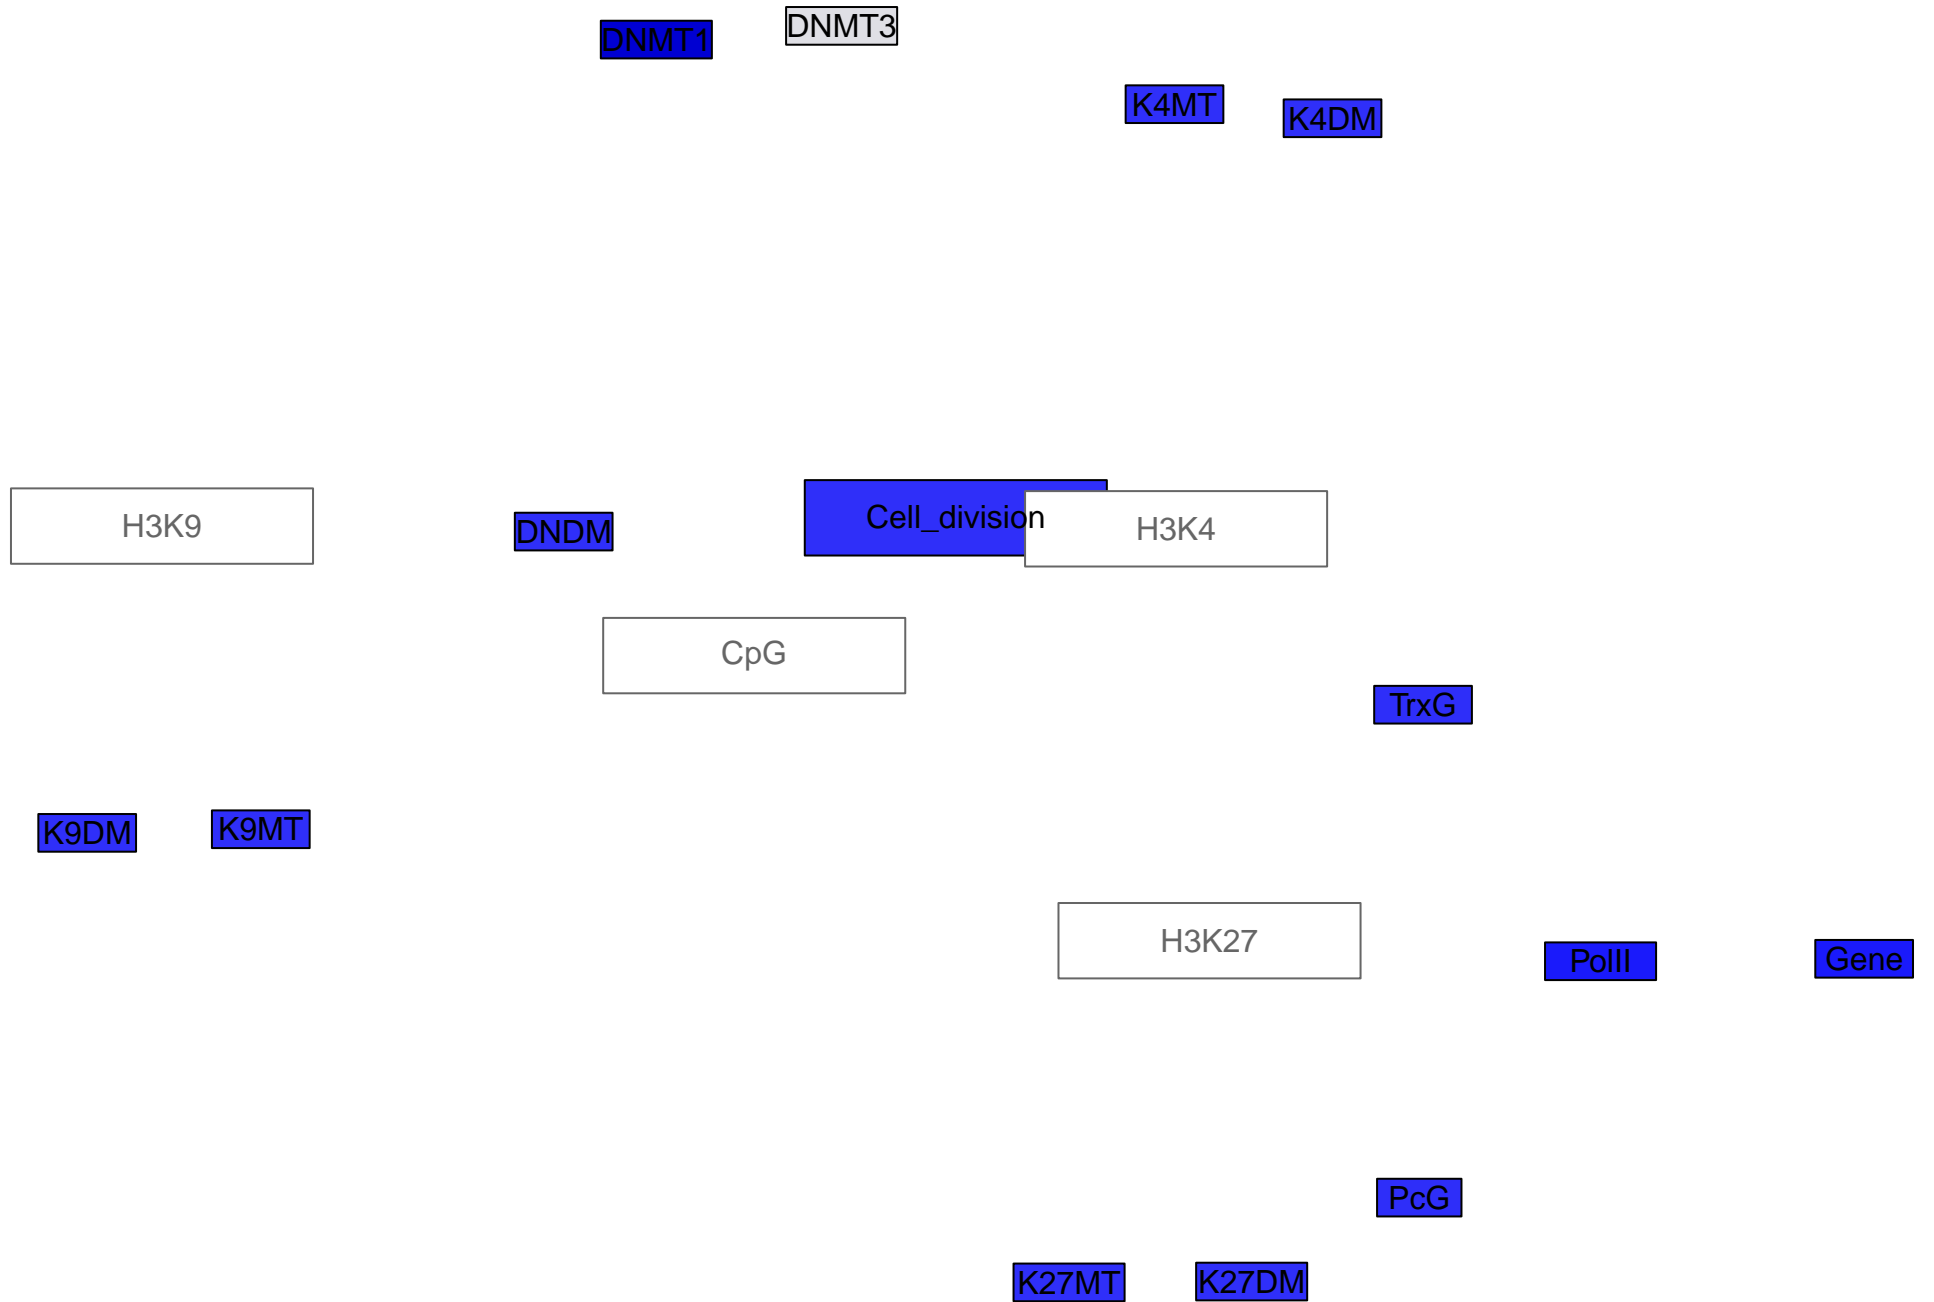 DNMT3
DNMT1
K4MT
K4DM
Cell_division
H3K9
H3K4
DNDM
CpG
TrxG
K9MT
K9DM
H3K27
PolII
Gene
PcG
K27MT
K27DM